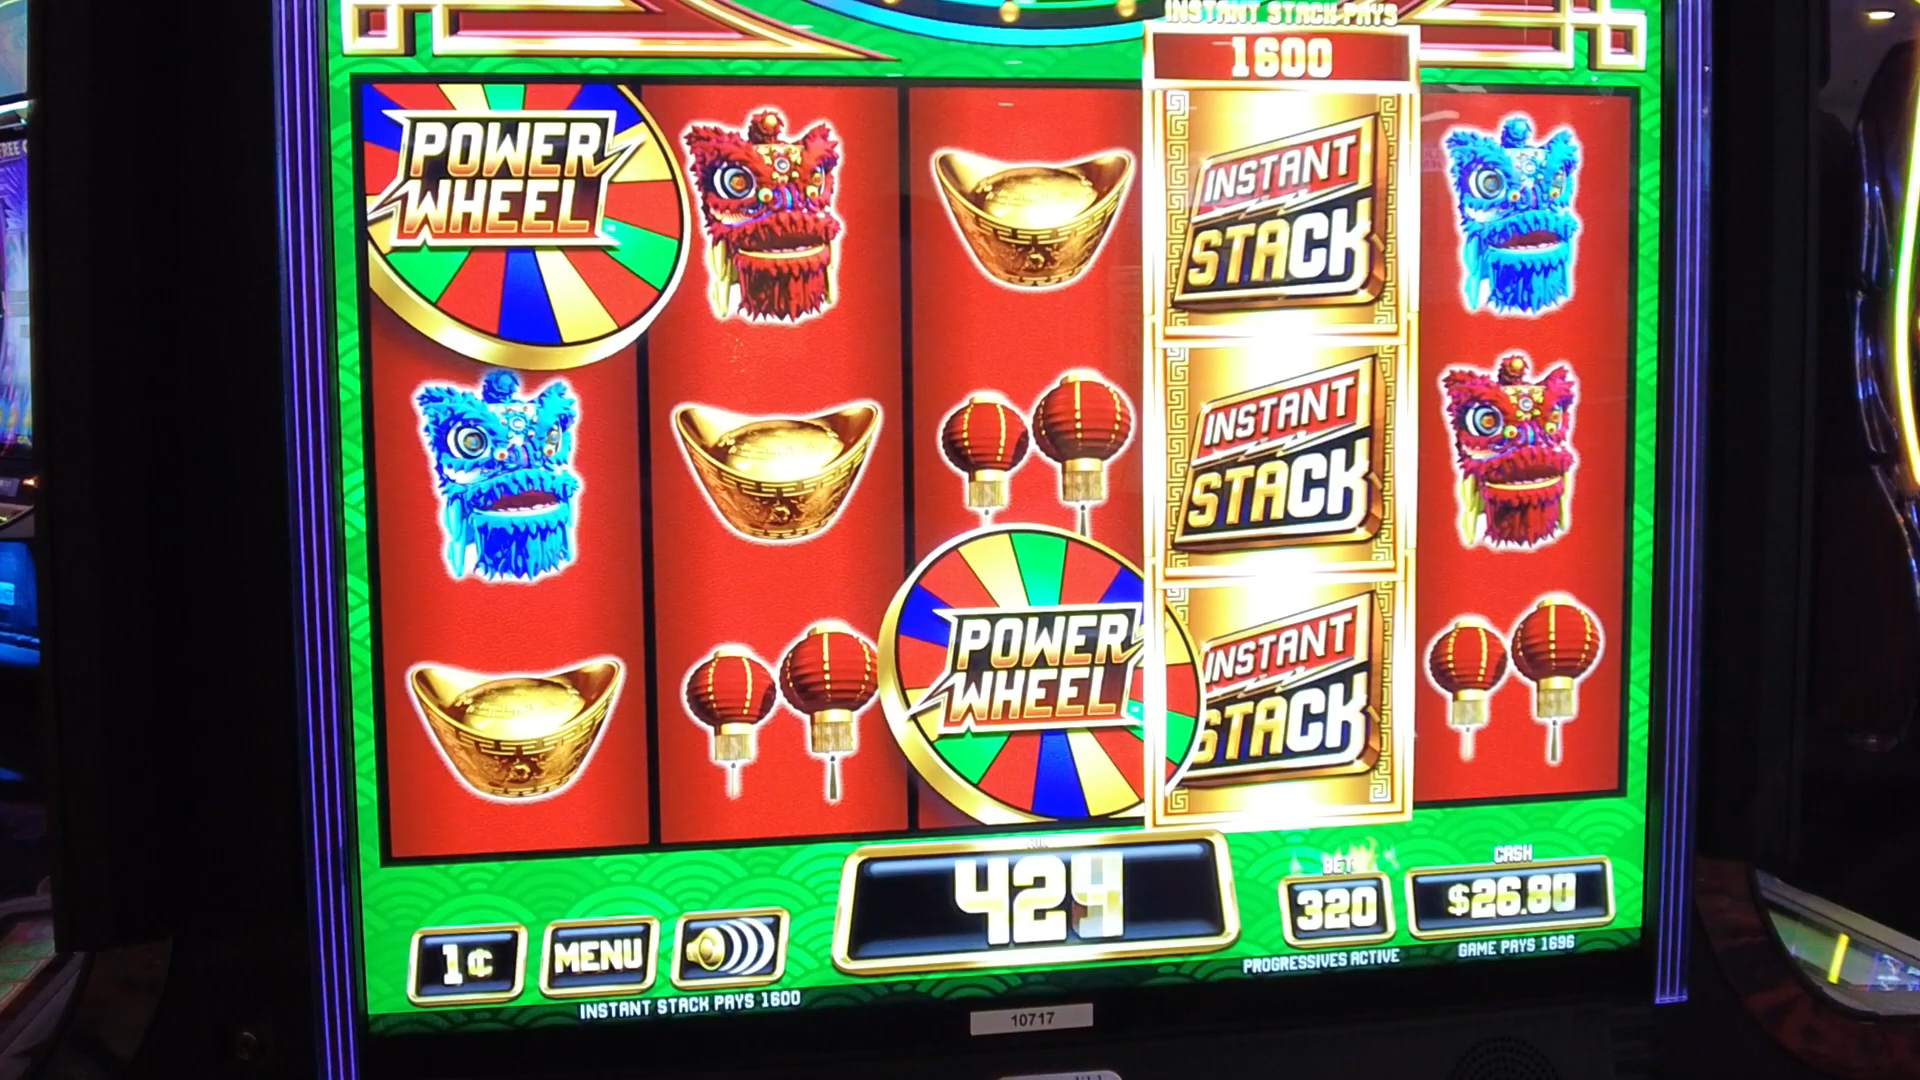 INSTANT STACK PAYS
1600
POWER
WHEEL
INSTANT
STACK
INSTANT
STACK
POWER
WHEEL
INSTANT
STACK
BET
CASH
1¢
MENU
320
$26.80
PROGRESSIVES ACTIVE
GAME PAYS 1696
INSTANT STACK PAYS 1600
10717